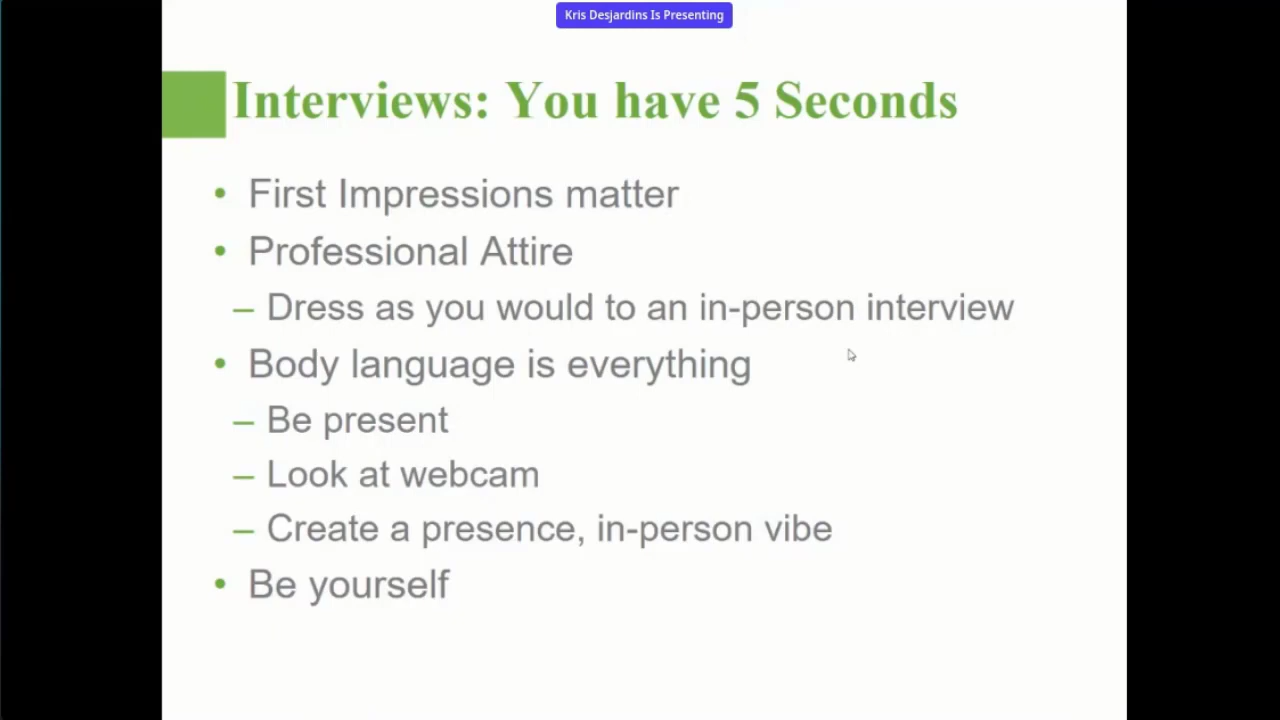 Kris Desjardins Is Presenting
Interviews: You have 5 Seconds
• First Impressions matter
• Professional Attire
– Dress as you would to an in-person interview
• Body language is everything
– Be present
– Look at webcam
– Create a presence, in-person vibe
• Be yourself